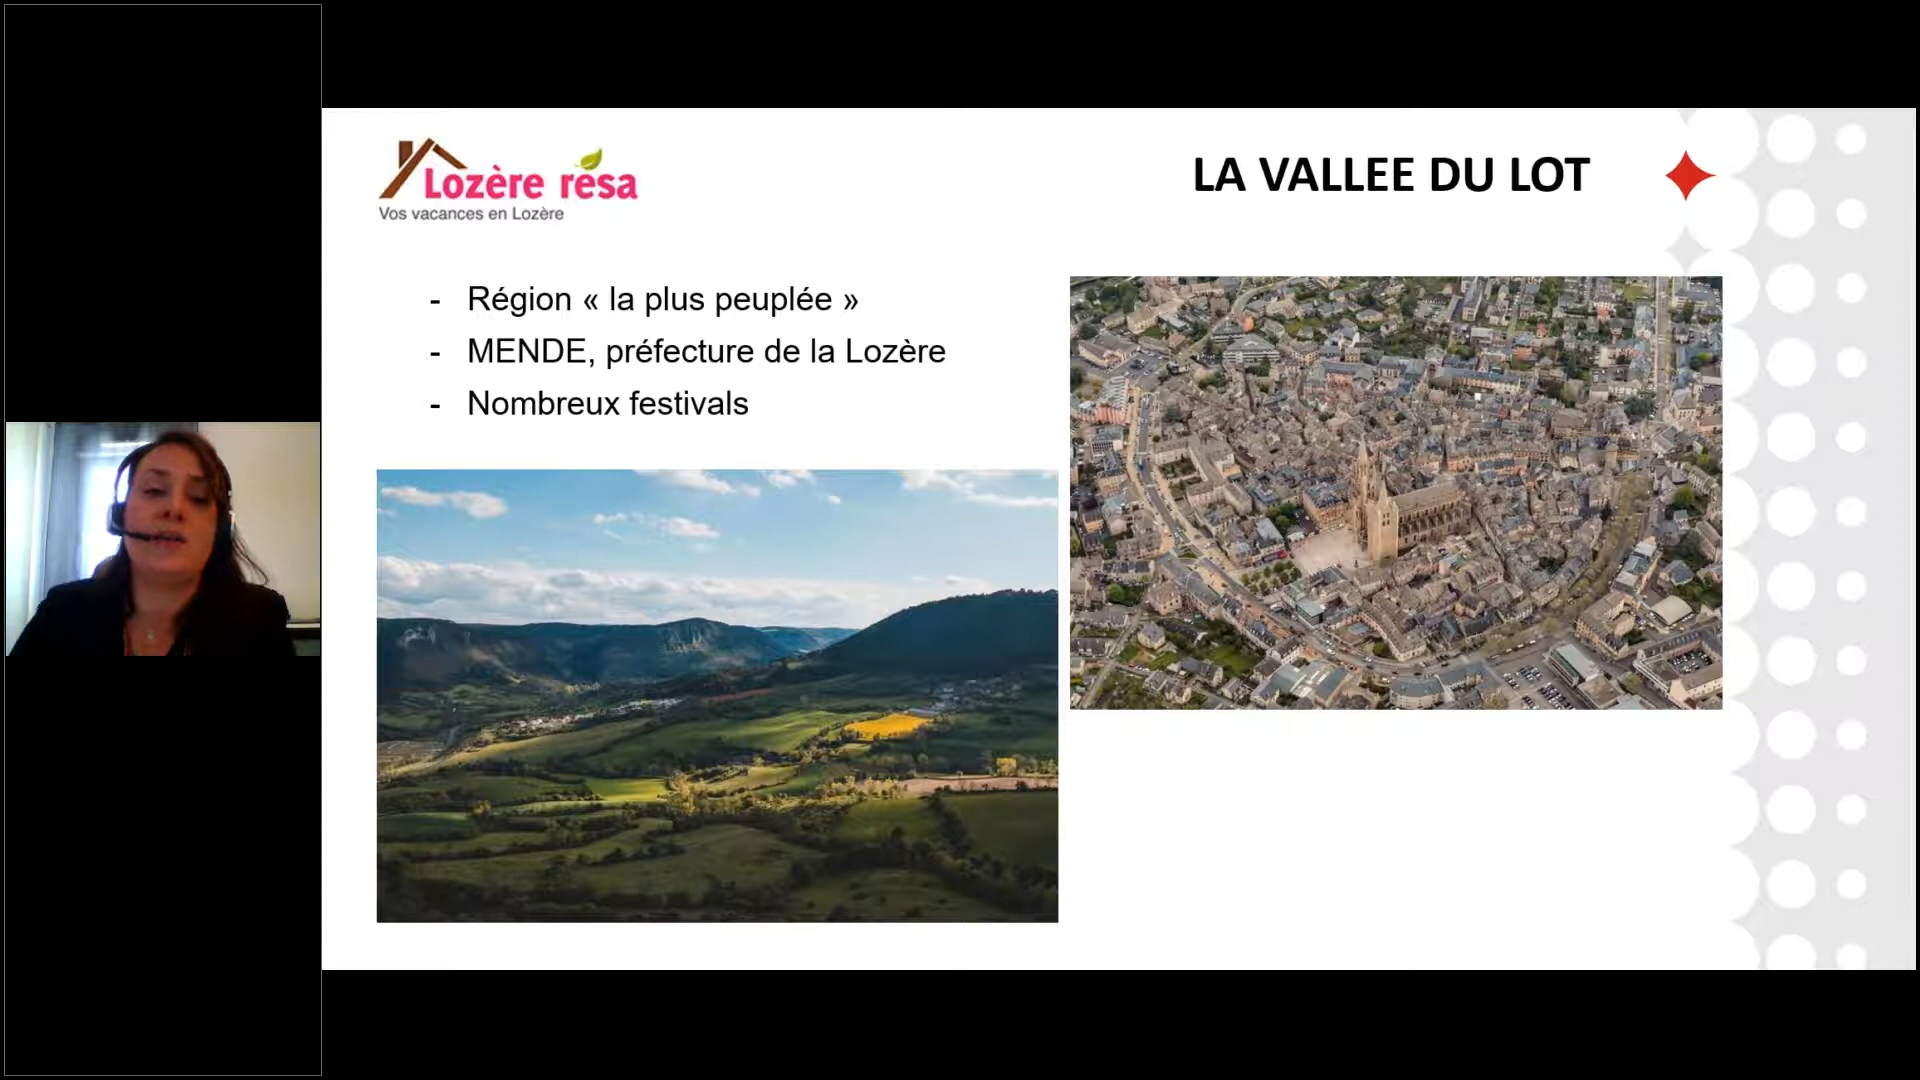 Lozère résa
Vos vacances en Lozère
LA VALLEE DU LOT
- Région « la plus peuplée »
- MENDE, préfecture de la Lozère
- Nombreux festivals